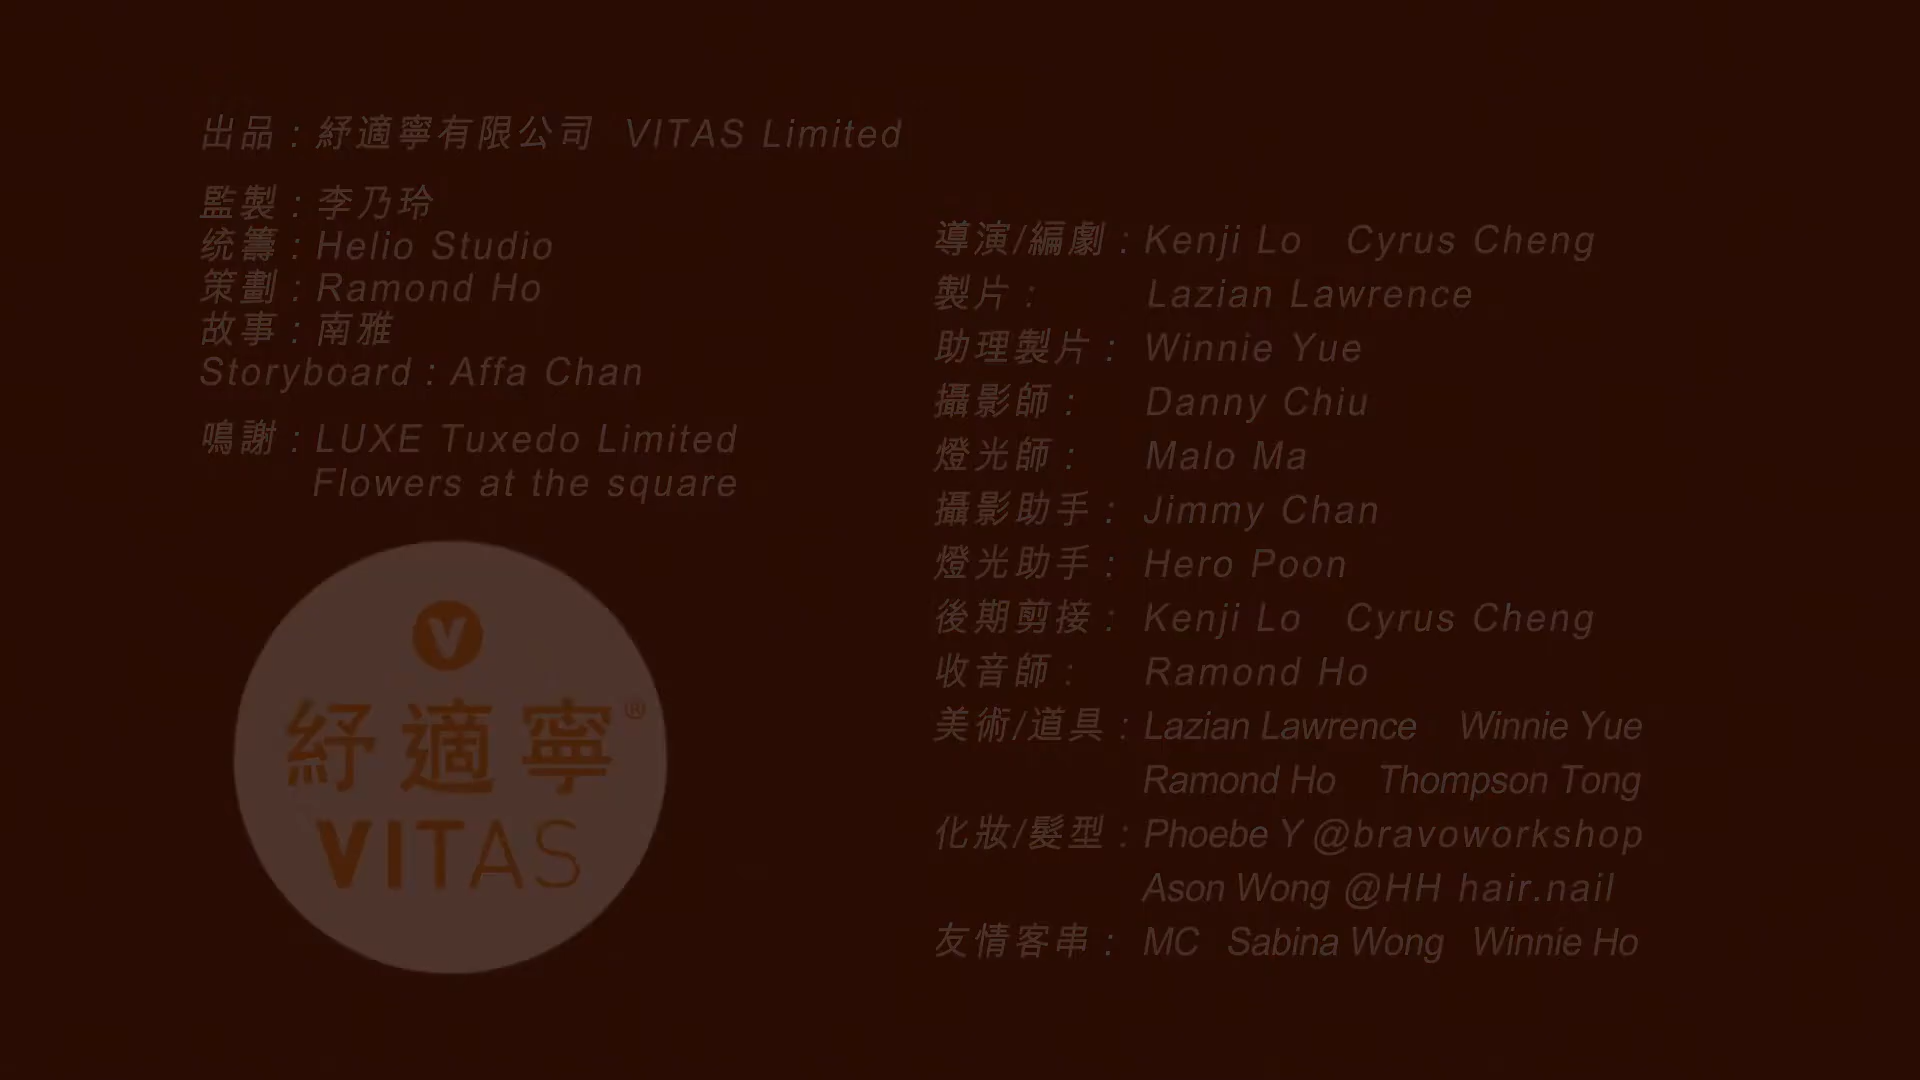 出品 : 紓適寧有限公司 VITAS Limited
監製 : 李乃玲
统籌 : Helio Studio
策劃 : Ramond Ho
故事 : 南雅
Storyboard : Affa Chan
鳴謝 : LUXE Tuxedo Limited
Flowers at the square
V
紓適寧®
VITAS
導演/編劇 : Kenji Lo Cyrus Cheng
製片 : Lazian Lawrence
助理製片 : Winnie Yue
攝影師 : Danny Chiu
燈光師 : Malo Ma
攝影助手 : Jimmy Chan
燈光助手 : Hero Poon
後期剪接 : Kenji Lo Cyrus Cheng
收音師 : Ramond Ho
美術/道具 : Lazian Lawrence Winnie Yue
Ramond Ho Thompson Tong
化妝/髮型 : Phoebe Y @bravoworkshop
Ason Wong @HH hair.nail
友情客串 : MC Sabina Wong Winnie Ho